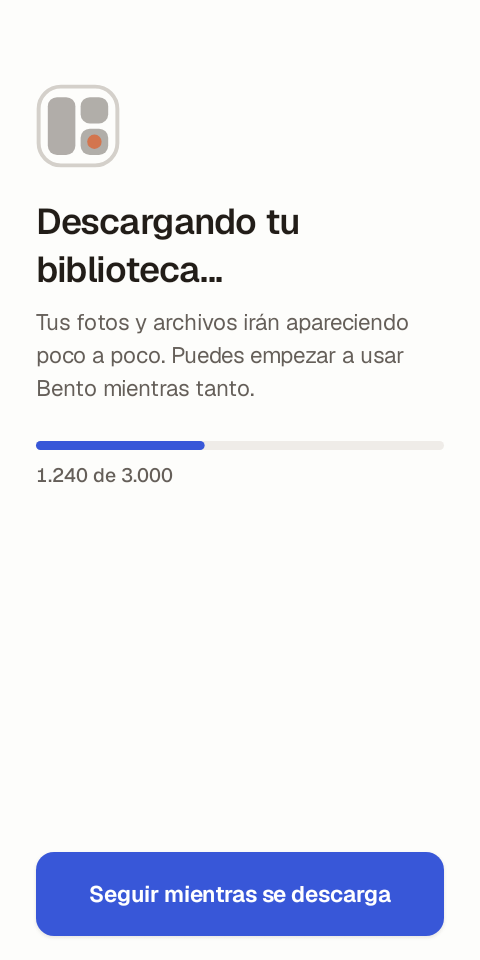 Descargando tu
biblioteca...
Tus fotos y archivos irán apareciendo
poco a poco. Puedes empezar a usar
Bento mientras tanto.
1.240 de 3.000
Seguir mientras se descarga